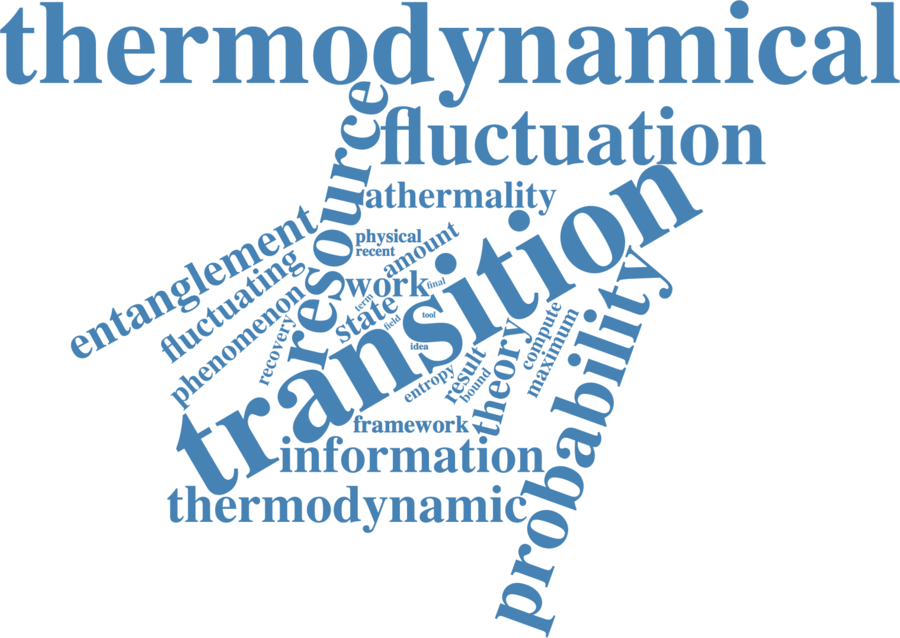 thermodynamical
fluctuation
resource
athermality
transition
entanglement
physical
recent
amount
fluctuating
work
final
phenomenon
term
state
field
tool
recovery
idea
probability
compute
maximum
theory
result
bound
entropy
framework
information
thermodynamic